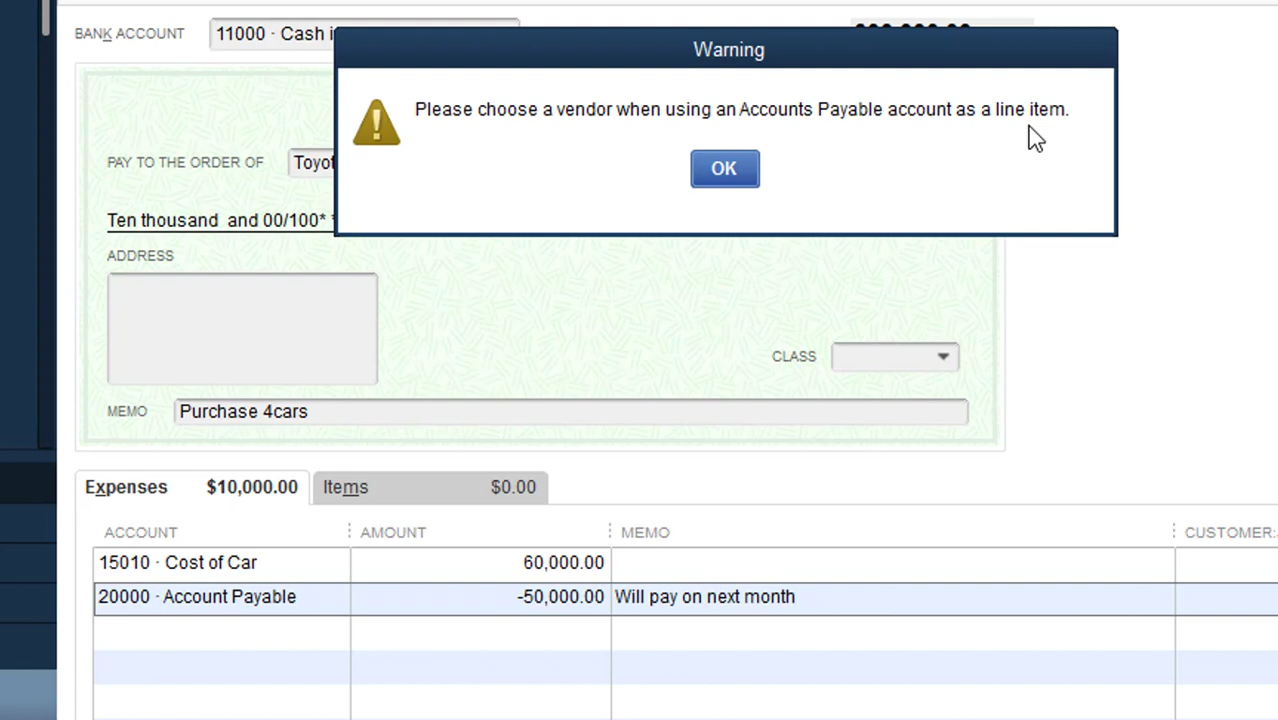 BANK ACCOUNT 11000 · Cash i
Warning
Please choose a vendor when using an Accounts Payable account as a line item.
OK
PAY TO THE ORDER OF Toyo
Ten thousand and 00/100* *
ADDRESS
CLASS
MEMO Purchase 4cars
Expenses $10,000.00 Items $0.00
ACCOUNT AMOUNT MEMO CUSTOMER:
15010 · Cost of Car 60,000.00
20000 · Account Payable -50,000.00 Will pay on next month